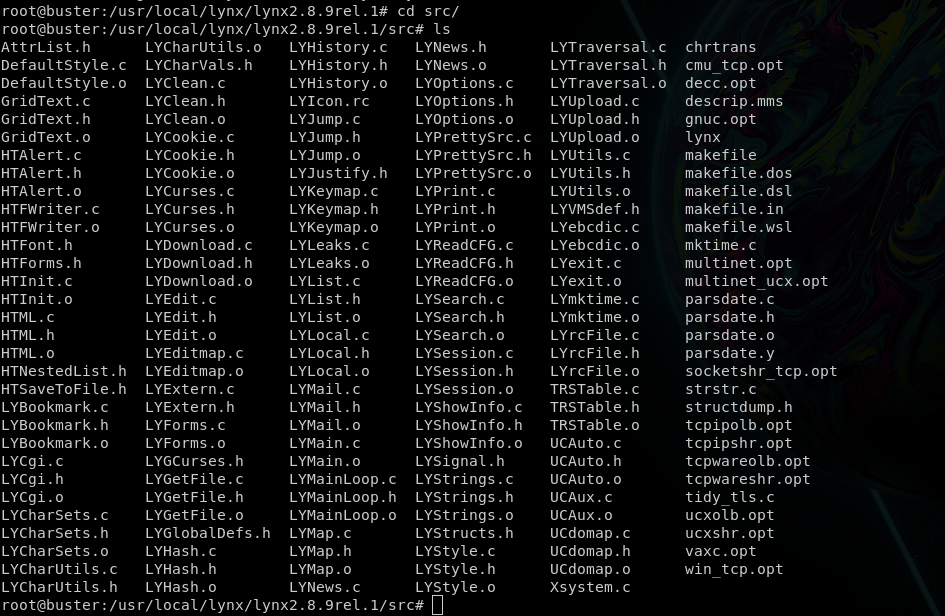 root@buster:/usr/local/lynx/lynx2.8.9rel.1# cd src/
root@buster:/usr/local/lynx/lynx2.8.9rel.1/src# ls
AttrList.h LYCharUtils.o LYHistory.c LYNews.h LYTraversal.c chrtrans
DefaultStyle.c LYCharVals.h LYHistory.h LYNews.o LYTraversal.h cmu_tcp.opt
DefaultStyle.o LYClean.c LYHistory.o LYOptions.c LYTraversal.o decc.opt
GridText.c LYClean.h LYIcon.rc LYOptions.h LYUpload.c descrip.mms
GridText.h LYClean.o LYJump.c LYOptions.o LYUpload.h gnuc.opt
GridText.o LYCookie.c LYJump.h LYPrettySrc.c LYUpload.o lynx
HTAlert.c LYCookie.h LYJump.o LYPrettySrc.h LYUtils.c makefile
HTAlert.h LYCookie.o LYJustify.h LYPrettySrc.o LYUtils.h makefile.dos
HTAlert.o LYCurses.c LYKeymap.c LYPrint.c LYUtils.o makefile.dsl
HTFWriter.c LYCurses.h LYKeymap.h LYPrint.h LYVMSdef.h makefile.in
HTFWriter.o LYCurses.o LYKeymap.o LYPrint.o LYebcdic.c makefile.wsl
HTFont.h LYDownload.c LYLeaks.c LYReadCFG.c LYebcdic.o mktime.c
HTForms.h LYDownload.h LYLeaks.o LYReadCFG.h LYexit.c multinet.opt
HTInit.c LYDownload.o LYList.c LYReadCFG.o LYexit.o multinet_ucx.opt
HTInit.o LYEdit.c LYList.h LYSearch.c LYmktime.c parsdate.c
HTML.c LYEdit.h LYList.o LYSearch.h LYmktime.o parsdate.h
HTML.h LYEdit.o LYLocal.c LYSearch.o LYrcFile.c parsdate.o
HTML.o LYEditmap.c LYLocal.h LYSession.c LYrcFile.h parsdate.y
HTNestedList.h LYEditmap.o LYLocal.o LYSession.h LYrcFile.o socketshr_tcp.opt
HTSaveToFile.h LYExtern.c LYMail.c LYSession.o TRSTable.c strstr.c
LYBookmark.c LYExtern.h LYMail.h LYShowInfo.c TRSTable.h structdump.h
LYBookmark.h LYForms.c LYMail.o LYShowInfo.h TRSTable.o tcpipolb.opt
LYBookmark.o LYForms.o LYMain.c LYShowInfo.o UCAuto.c tcpipshr.opt
LYCgi.c LYGCurses.h LYMain.o LYSignal.h UCAuto.h tcpwareolb.opt
LYCgi.h LYGetFile.c LYMainLoop.c LYStrings.c UCAuto.o tcpwareshr.opt
LYCgi.o LYGetFile.h LYMainLoop.h LYStrings.h UCAux.c tidy_tls.c
LYCharSets.c LYGetFile.o LYMainLoop.o LYStrings.o UCAux.o ucxolb.opt
LYCharSets.h LYGlobalDefs.h LYMap.c LYStructs.h UCdomap.c ucxshr.opt
LYCharSets.o LYHash.c LYMap.h LYStyle.c UCdomap.h vaxc.opt
LYCharUtils.c LYHash.h LYMap.o LYStyle.h UCdomap.o win_tcp.opt
LYCharUtils.h LYHash.o LYNews.c LYStyle.o Xsystem.c
root@buster:/usr/local/lynx/lynx2.8.9rel.1/src#